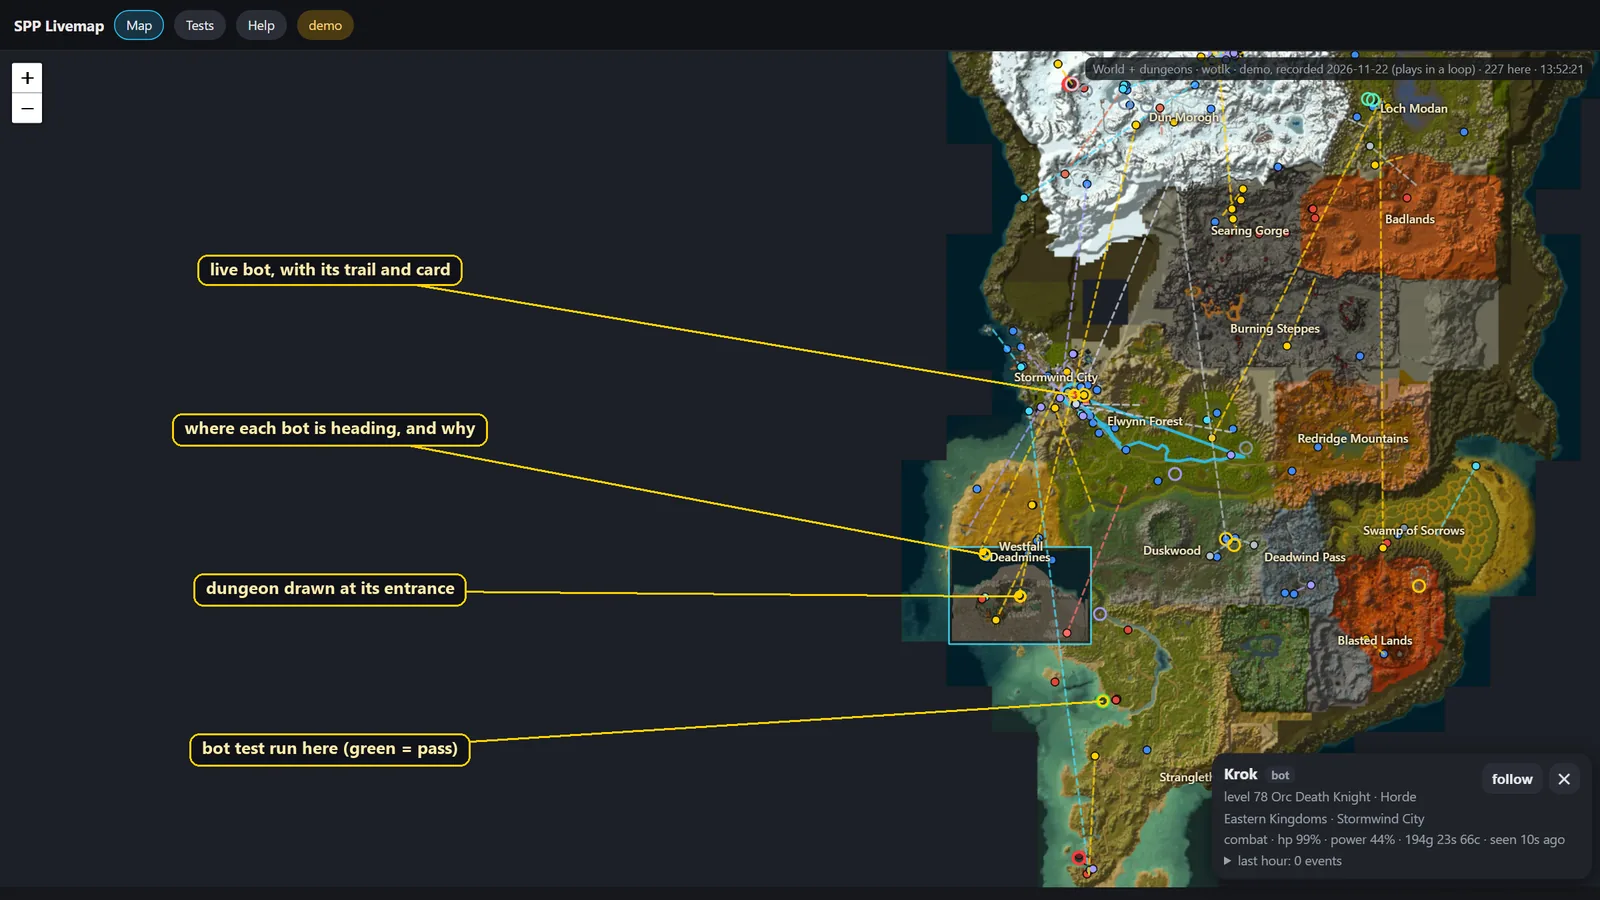 SPP Livemap Map Tests Help demo
+
−
World + dungeons · wotlk · demo, recorded 2026-11-22 (plays in a loop) · 227 here · 13:52:21
Dun Morogh
Loch Modan
Badlands
Searing Gorge
live bot, with its trail and card
Burning Steppes
Stormwind City
Elwynn Forest
where each bot is heading, and why
Redridge Mountains
Swamp of Sorrows
Westfall
Duskwood
Deadmines
Deadwind Pass
dungeon drawn at its entrance
Blasted Lands
bot test run here (green = pass)
Strangleth
Krok bot
follow ✕
level 78 Orc Death Knight · Horde
Eastern Kingdoms · Stormwind City
combat · hp 99% · power 44% · 194g 23s 66c · seen 10s ago
▶ last hour: 0 events